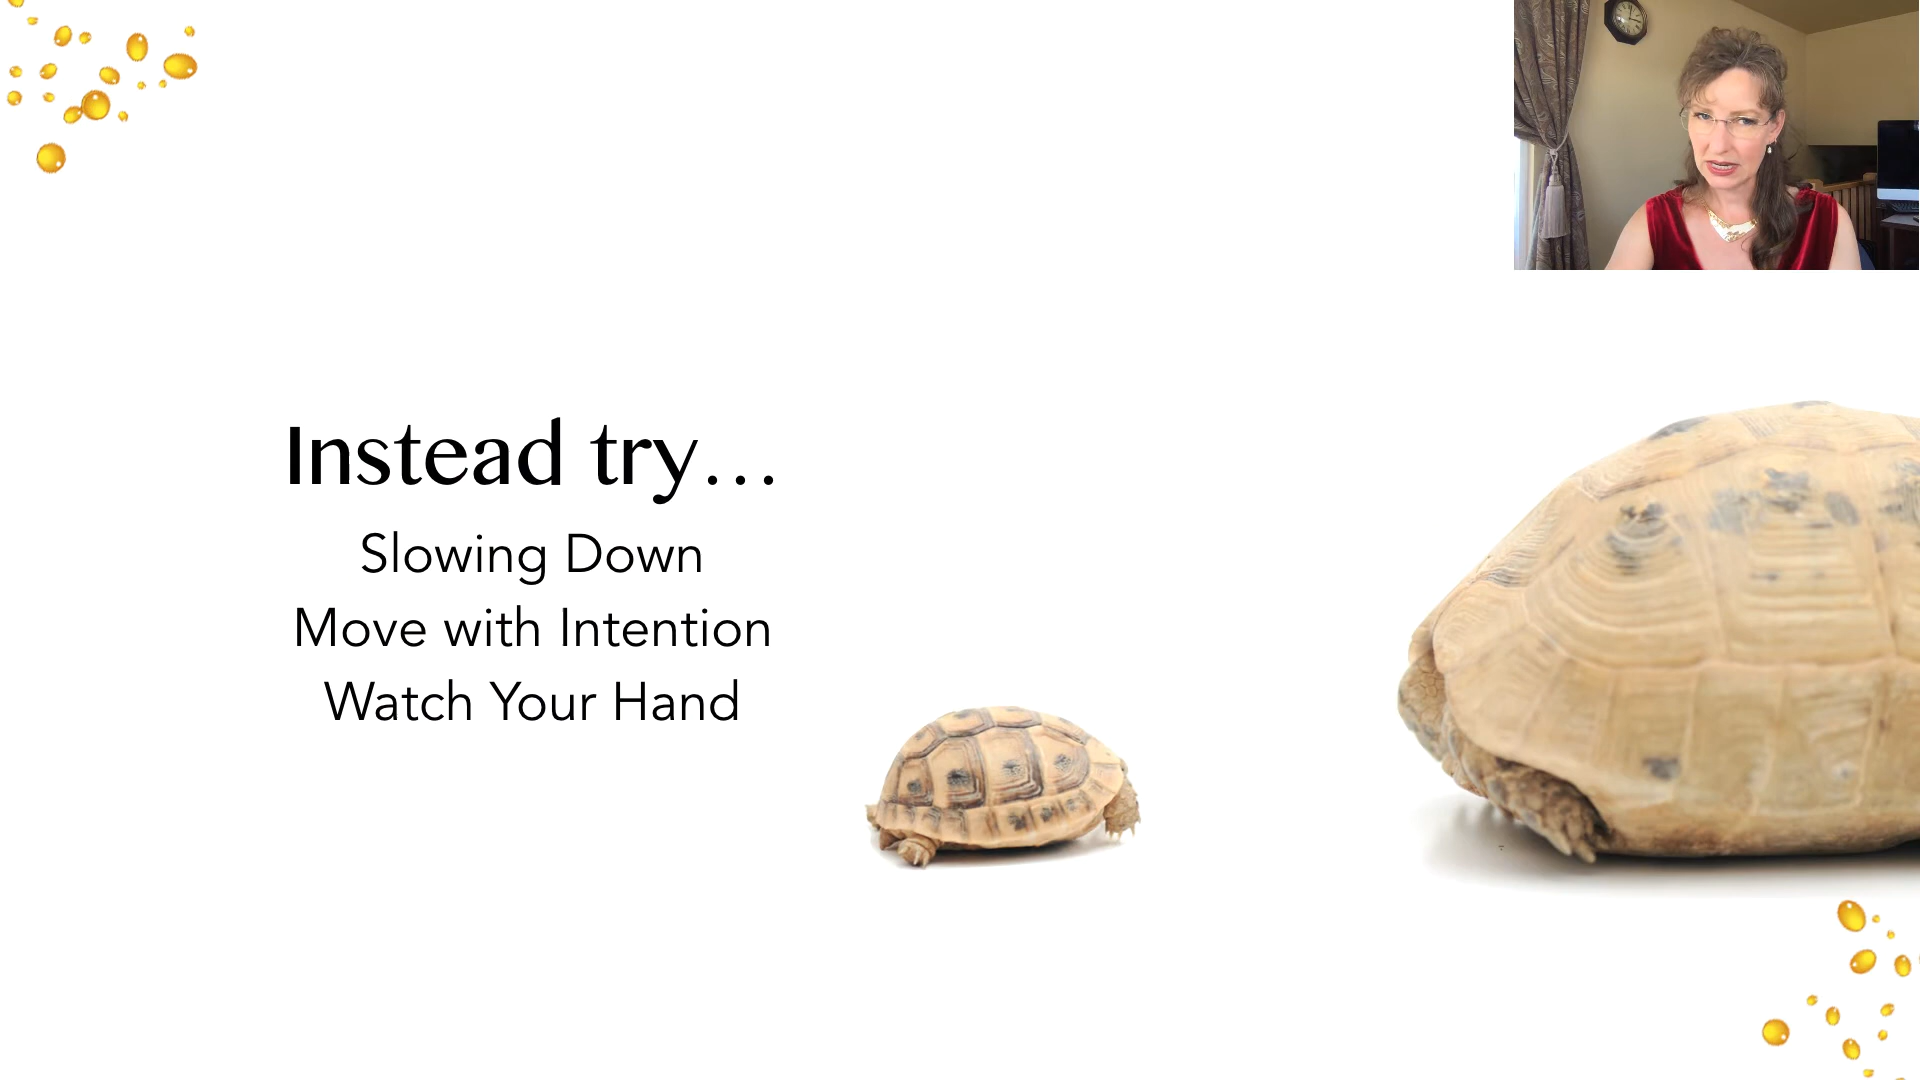 Instead try...
Slowing Down
Move with Intention
Watch Your Hand